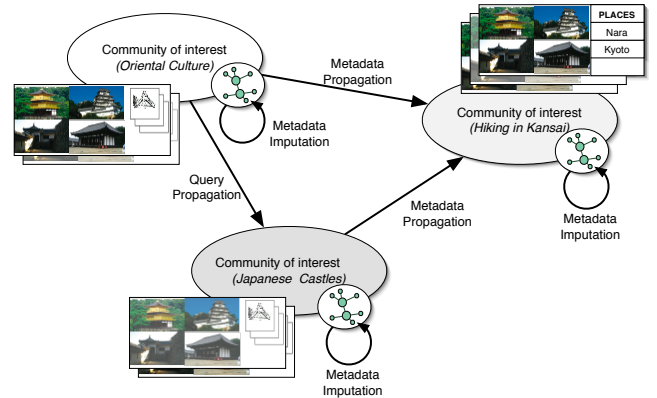 PLACES
Nara
Kyoto
Community of interest
(Oriental Culture)
Metadata
Propagation
Community of interest
(Hiking in Kansai)
Metadata
Imputation
Query
Propagation
Metadata
Propagation
Metadata
Imputation
Community of interest
(Japanese Castles)
Metadata
Imputation